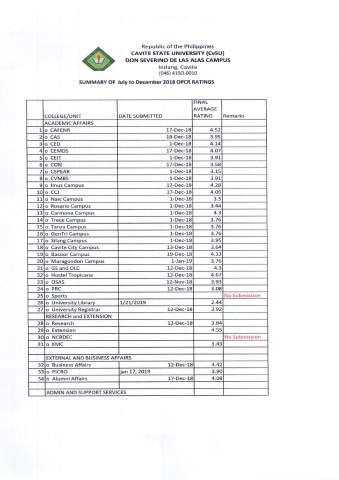 Republic of the Philippines
CAVITE STATE UNIVERSITY (CvSU)
DON SEVERINO DE LAS ALAS CAMPUS
Indang, Cavite
(046) 4150-0010
SUMMARY OF July to December 2018 OPCR RATINGS
COLLEGE/UNIT DATE SUBMITTED FINAL AVERAGE RATING Remarks
ACADEMIC AFFAIRS
1 o CAFENR 17-Dec-18 4.52
2 o CAS 18-Dec-18 3.95
3 o CED 1-Dec-18 4.14
4 o CEMDS 17-Dec-18 4.07
5 o CEIT 1-Dec-18 3.91
6 o CON 17-Dec-18 3.58
7 o CSPEAR 1-Dec-18 3.15
8 o CVMBS 1-Dec-18 3.91
9 o Imus Campus 17-Dec-18 4.28
10 o CCJ 17-Dec-18 4.06
11 o Naic Campus 1-Dec-18 3.5
12 o Rosario Campus 1-Dec-18 3.44
13 o Carmona Campus 1-Dec-18 4.3
14 o Trece Campus 1-Dec-18 3.76
15 o Tanza Campus 1-Dec-18 3.76
16 o GenTri Campus 1-Dec-18 3.76
17 o Silang Campus 1-Dec-18 3.95
18 o Cavite City Campus 13-Dec-18 3.64
19 o Bacoor Campus 19-Dec-18 4.33
20 o Maragondon Campus 1-Jan-19 3.76
21 o GS and OLC 12-Dec-18 4.3
22 o Hostel Tropicana 12-Dec-18 4.67
23 o OSAS 12-Nov-18 3.93
24 o PRC 12-Dec-18 3.08
25 o Sports No Submission
26 o University Library 1/21/2019 2.44
27 o University Registrar 12-Dec-18 3.92
RESEARCH and EXTENSION
28 o Research 12-Dec-18 3.84
29 o Extension 4.55
30 o NCRDEC No Submission
31 o KMC 3.43
EXTERNAL AND BUSINESS AFFAIRS
32 o Business Affairs 12-Dec-18 4.42
33 o PICRO jan 17, 2019 3.90
34 o Alumri Affairs 17-Dec-18 4.08
ADMIN AND SUPPORT SERVICES